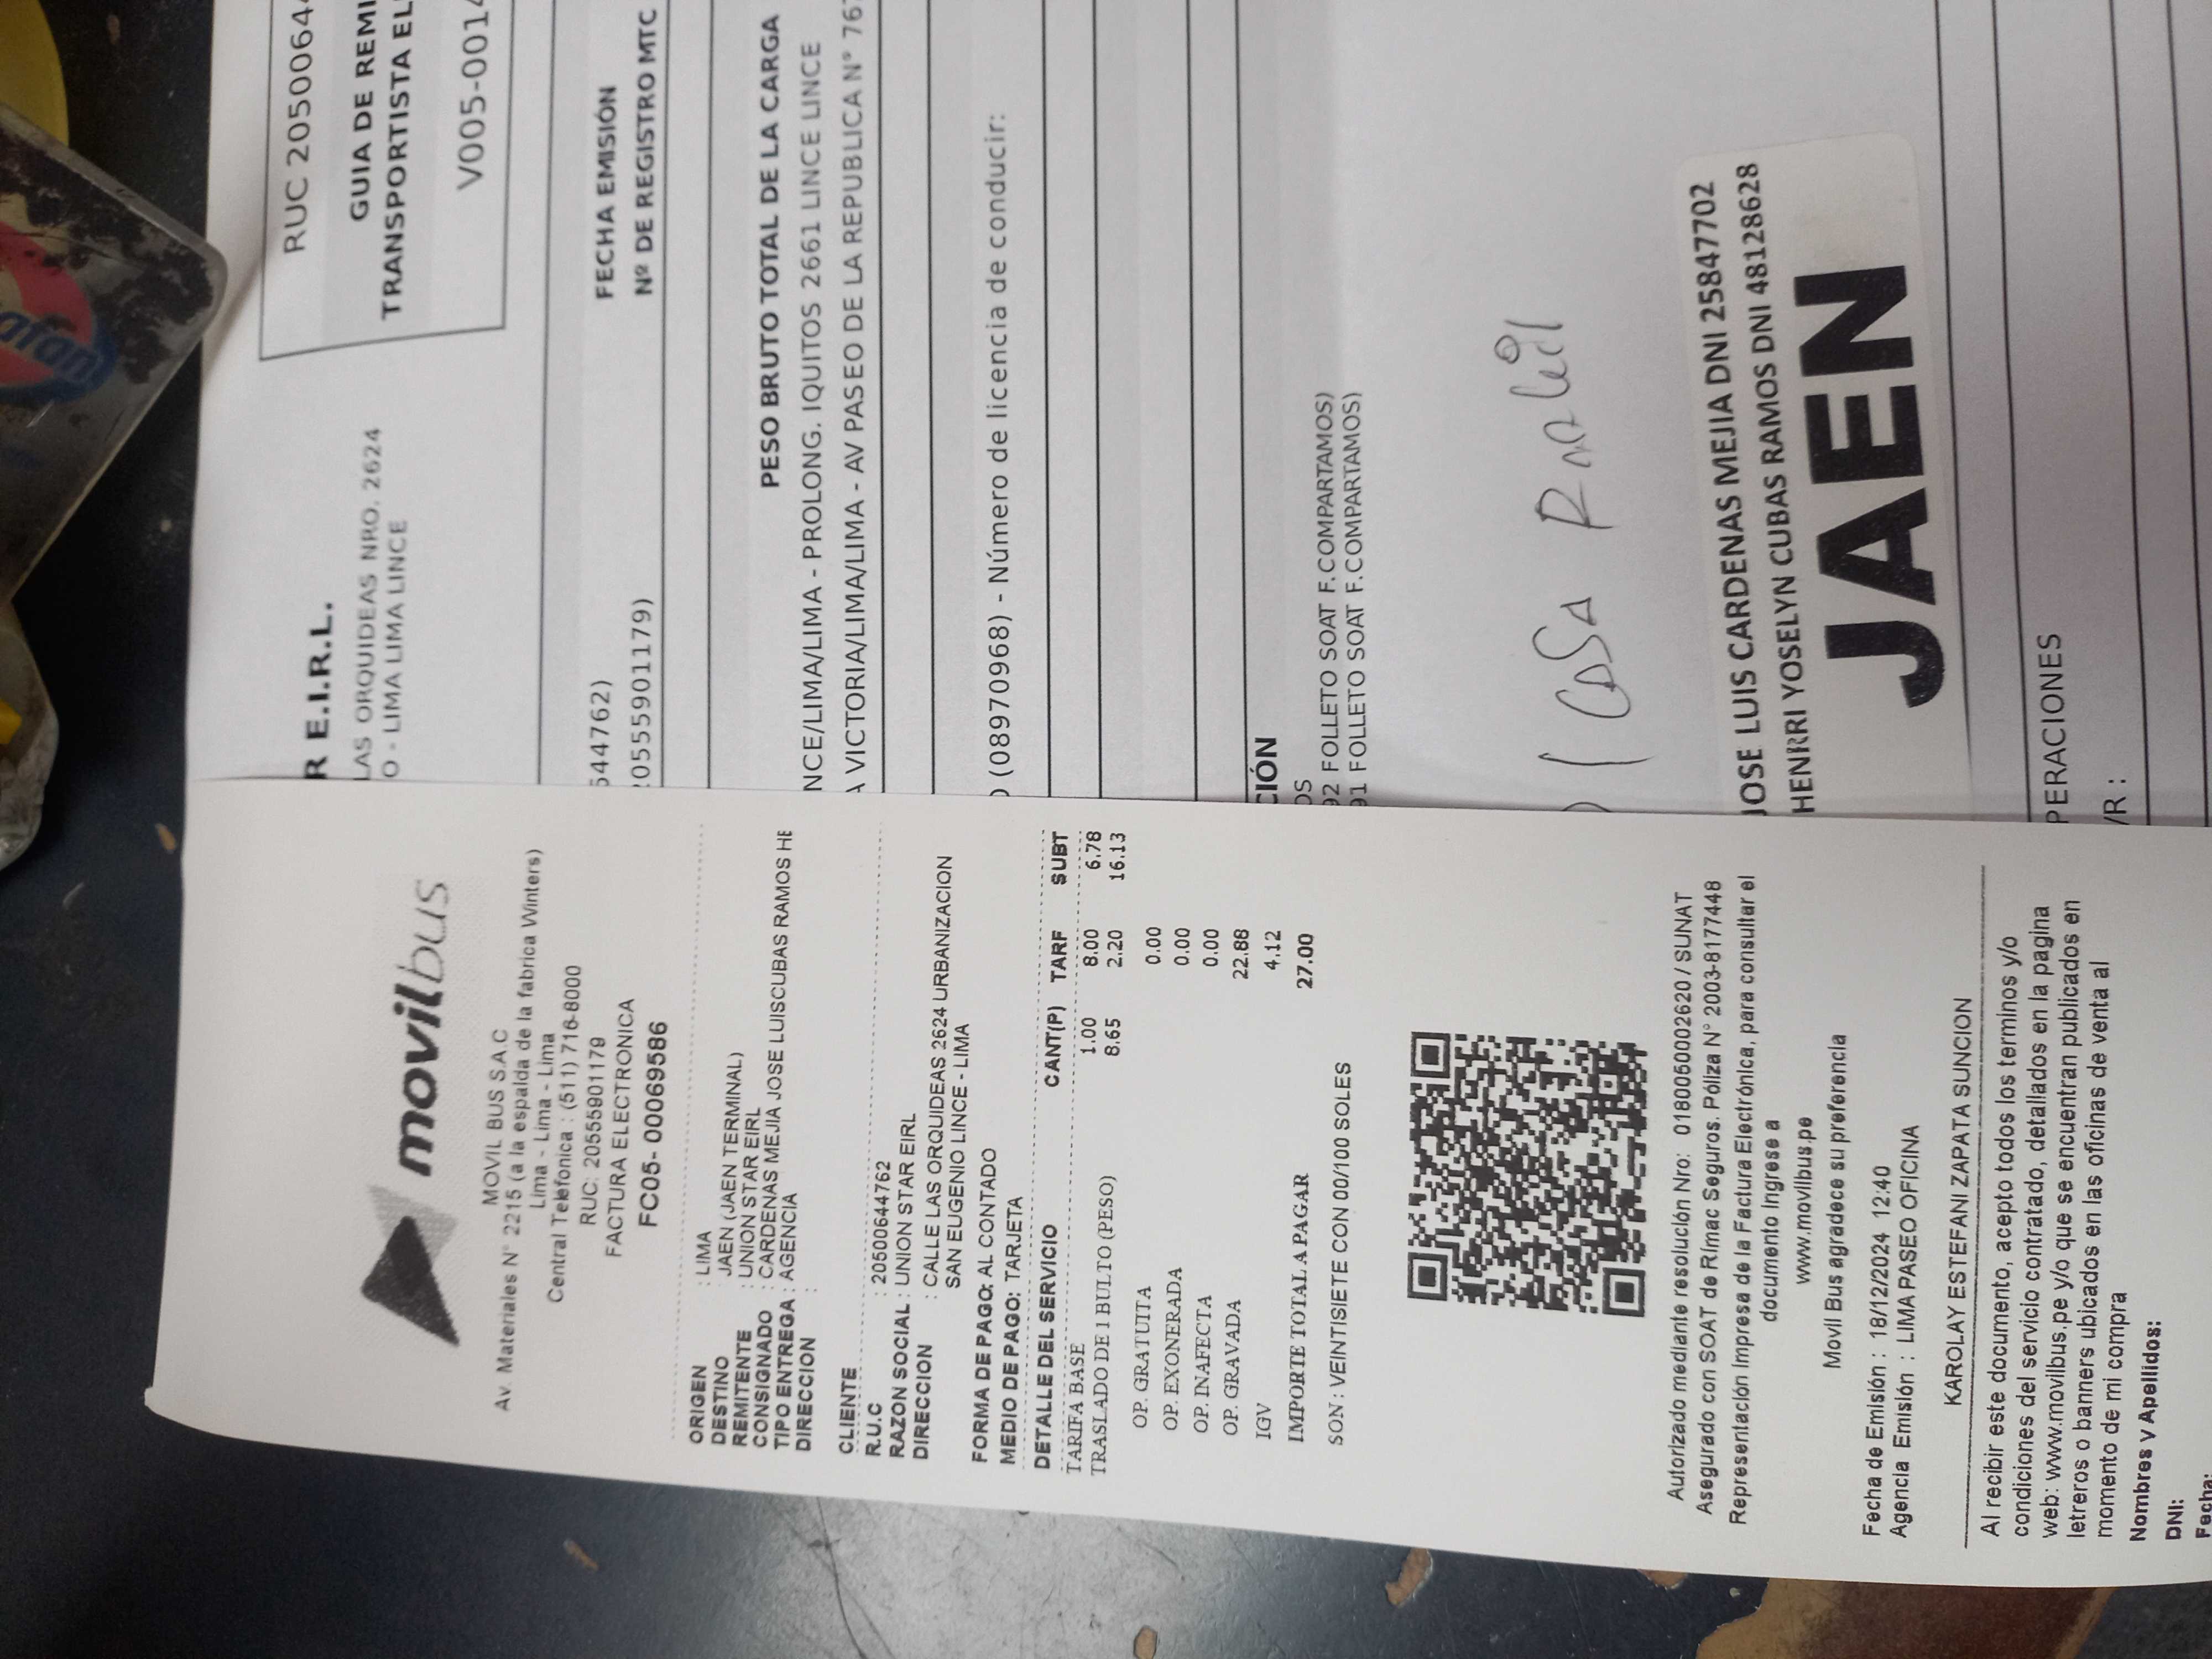 movilbus
MOVIL BUS S.A.C
Av. Materiales N° 2215 (a la espalda de la fabrica Winters)
Lima - Lima - Lima
Central Telefonica : (511) 716-8000
RUC: 20555901179
FACTURA ELECTRONICA
FC05- 00069586
ORIGEN : LIMA
DESTINO : JAEN (JAEN TERMINAL)
REMITENTE : UNION STAR EIRL
CONSIGNADO : CARDENAS MEJIA JOSE LUISCUBAS RAMOS HE
TIPO ENTREGA : AGENCIA
DIRECCION :
CLIENTE
R.U.C : 20500644762
RAZON SOCIAL : UNION STAR EIRL
DIRECCION : CALLE LAS ORQUIDEAS 2624 URBANIZACION
SAN EUGENIO LINCE - LIMA
FORMA DE PAGO: AL CONTADO
MEDIO DE PAGO: TARJETA
DETALLE DEL SERVICIO CANT(P) TARF SUBT
TARIFA BASE 1.00 8.00 6.78
TRASLADO DE 1 BULTO (PESO) 8.65 2.20 16.13
OP. GRATUITA 0.00
OP. EXONERADA 0.00
OP. INAFECTA 0.00
OP. GRAVADA 22.88
IGV 4.12
IMPORTE TOTAL A PAGAR 27.00
SON : VEINTISIETE CON 00/100 SOLES
Autorizado mediante resolución Nro: 0180050002620 / SUNAT
Asegurado con SOAT de Rímac Seguros. Póliza N° 2003-8177448
Representación Impresa de la Factura Electrónica, para consultar el
documento Ingrese a
www.movilbus.pe
Movil Bus agradece su preferencia
Fecha de Emisión : 18/12/2024 12:40
Agencia Emisión : LIMA PASEO OFICINA
KAROLAY ESTEFANI ZAPATA SUNCION
Al recibir este documento, acepto todos los terminos y/o
condiciones del servicio contratado, detallados en la pagina
web: www.movilbus.pe y/o que se encuentran publicados en
letreros o banners ubicados en las oficinas de venta al
momento de mi compra
Nombres y Apellidos:
DNI:
Fecha:
R E.I.R.L.
LAS ORQUIDEAS NRO. 2624
O - LIMA LIMA LINCE
RUC 20500644
GUIA DE REMI
TRANSPORTISTA EL
V005-0014
544762) FECHA EMISIÓN
20555901179) Nº DE REGISTRO MTC
PESO BRUTO TOTAL DE LA CARGA
NCE/LIMA/LIMA - PROLONG. IQUITOS 2661 LINCE LINCE
A VICTORIA/LIMA/LIMA - AV PASEO DE LA REPUBLICA N° 767
) (08970968) - Número de licencia de conducir:
CIÓN
OS
92 FOLLETO SOAT F.COMPARTAMOS)
91 FOLLETO SOAT F.COMPARTAMOS)
1 CASA
JOSE LUIS CARDENAS MEJIA DNI 25847702
HENRRI YOSELYN CUBAS RAMOS DNI 48128628
JAEN
PERACIONES
/R :